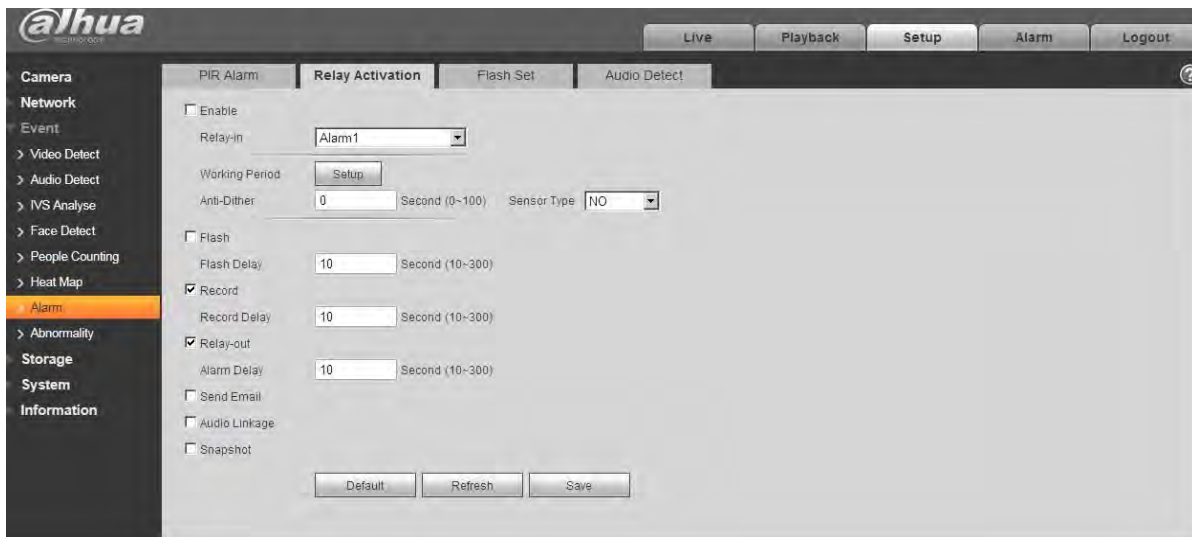 alhua
TECHNOLOGY
Live Playback Setup Alarm Logout
Camera
Network
Event
> Video Detect
> Audio Detect
> IVS Analyse
> Face Detect
> People Counting
> Heat Map
> Alarm
> Abnormality
Storage
System
Information
PIR Alarm Relay Activation Flash Set Audio Detect ?
Enable
Relay-in Alarm1
Working Period Setup
Anti-Dither 0 Second (0~100) Sensor Type NO
Flash
Flash Delay 10 Second (10~300)
Record
Record Delay 10 Second (10~300)
Relay-out
Alarm Delay 10 Second (10~300)
Send Email
Audio Linkage
Snapshot
Default Refresh Save